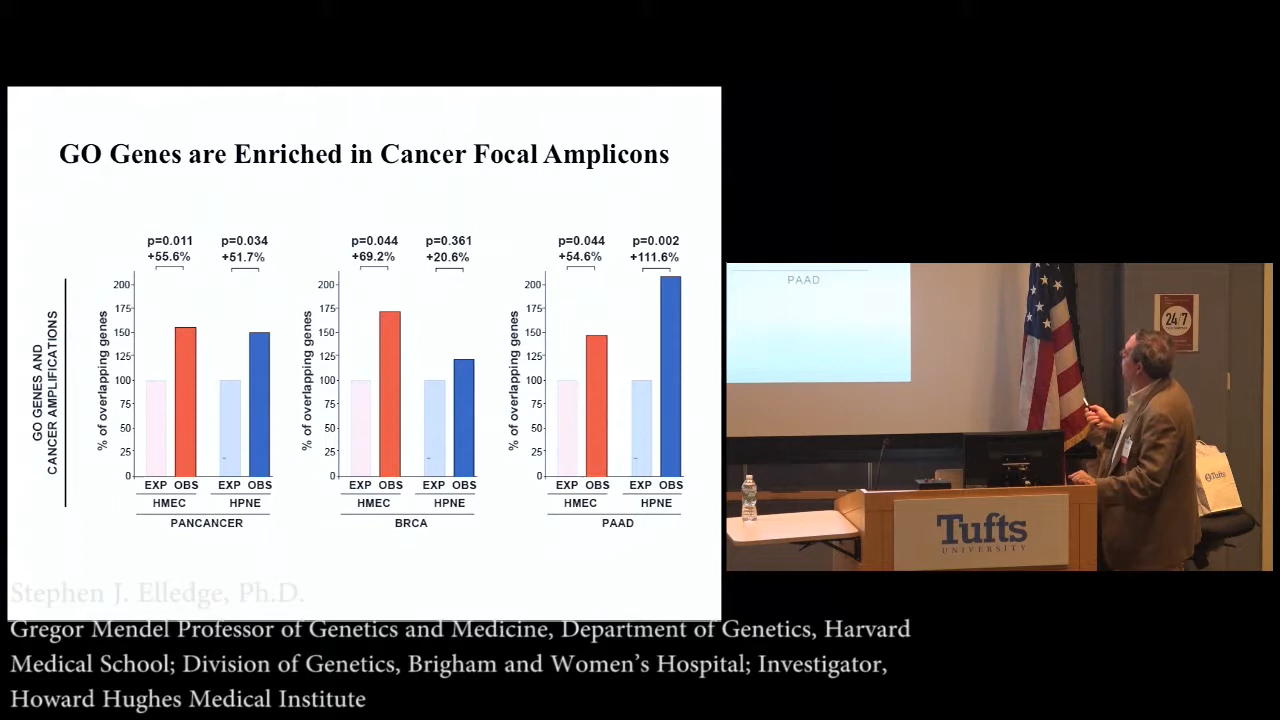 GO Genes are Enriched in Cancer Focal Amplicons
GO GENES AND
CANCER AMPLIFICATIONS
p=0.011
+55.6%
p=0.034
+51.7%
% of overlapping genes
200
175
150
125
100
75
50
25
0
EXP OBS
EXP OBS
HMEC
HPNE
PANCANCER
p=0.044
+69.2%
p=0.361
+20.6%
% of overlapping genes
200
175
150
125
100
75
50
25
0
EXP OBS
EXP OBS
HMEC
HPNE
BRCA
p=0.044
+54.6%
p=0.002
+111.6%
% of overlapping genes
200
175
150
125
100
75
50
25
0
EXP OBS
EXP OBS
HMEC
HPNE
PAAD
PAAD
24/7
Tufts
Tufts
UNIVERSITY
Stephen J. Elledge, Ph.D.
Gregor Mendel Professor of Genetics and Medicine, Department of Genetics, Harvard
Medical School; Division of Genetics, Brigham and Women's Hospital; Investigator,
Howard Hughes Medical Institute